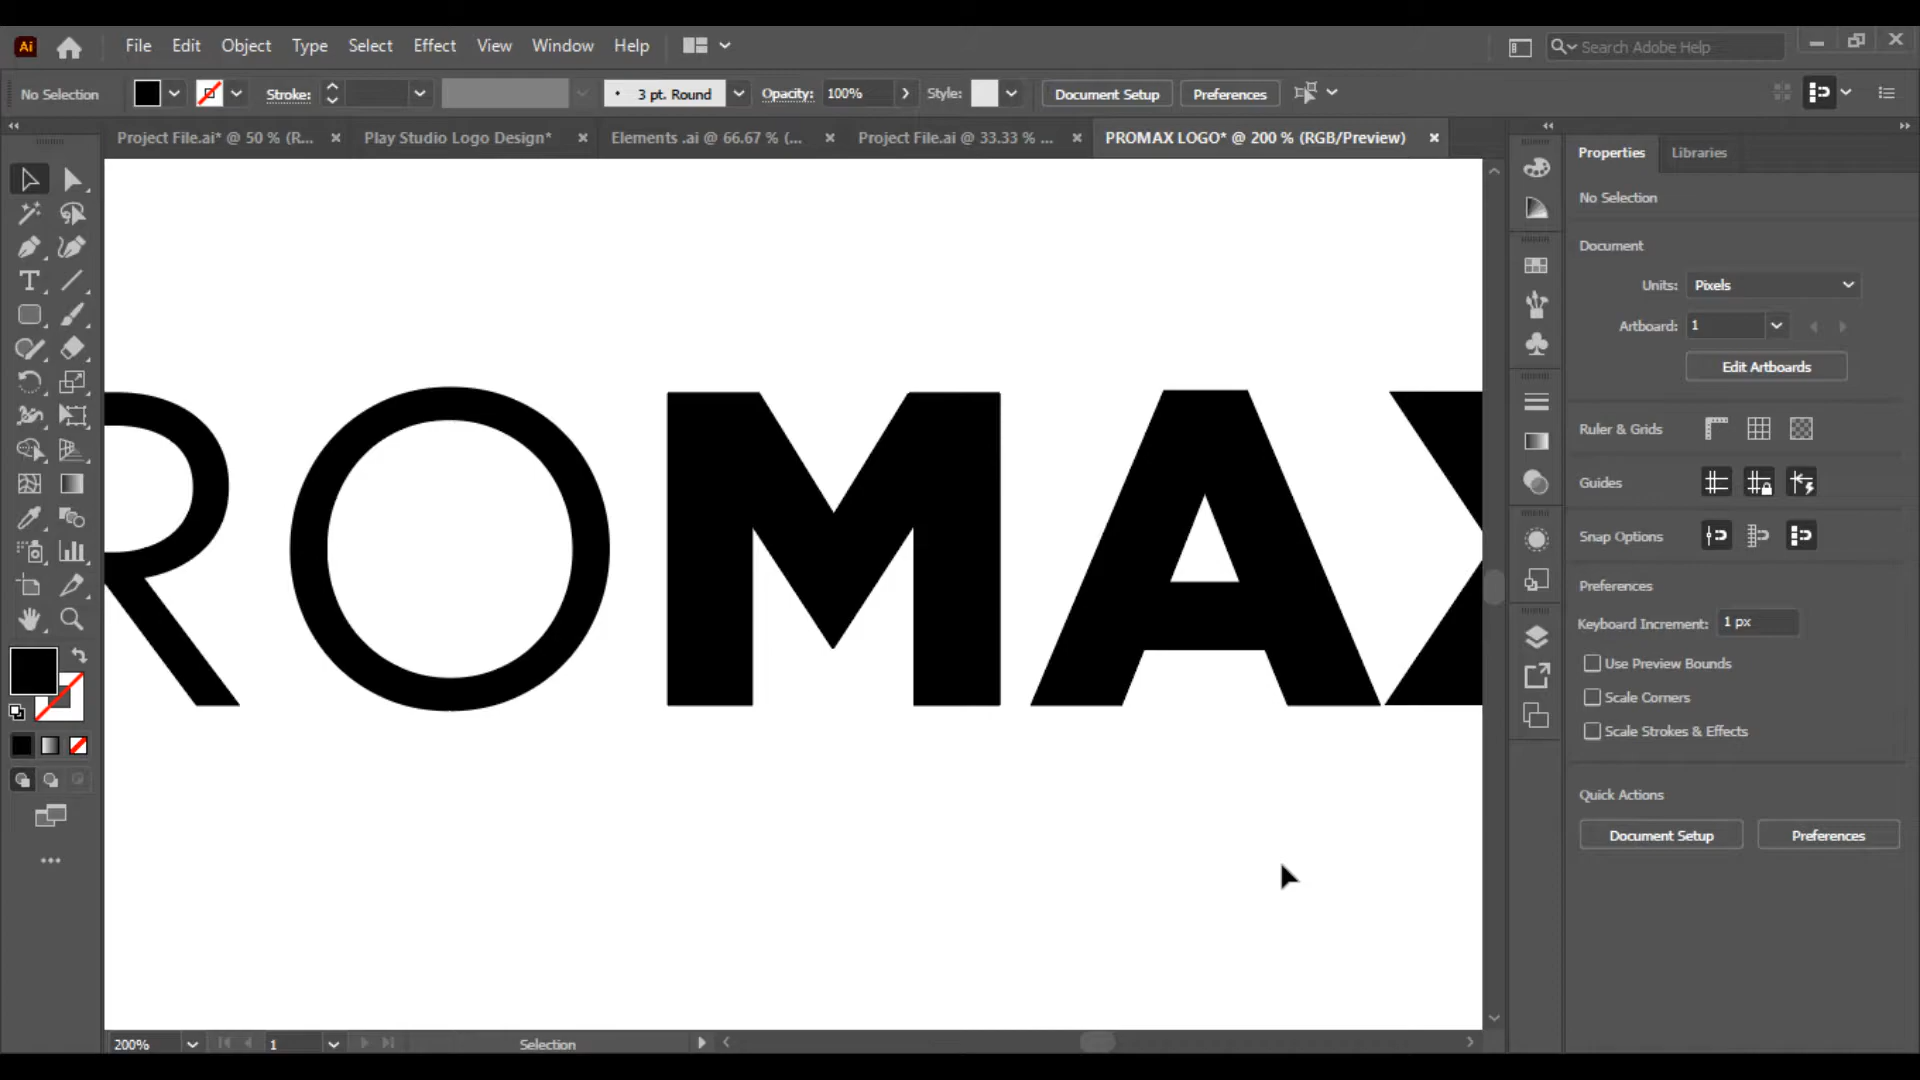 Ai File Edit Object Type Select Effect View Window Help Search Adobe Help
No Selection Stroke: 3 pt. Round Opacity: 100% Style: Document Setup Preferences
Project File.ai* @ 50 % (R... Play Studio Logo Design* Elements .ai @ 66.67 % (... Project File.ai @ 33.33 % ... PROMAX LOGO* @ 200 % (RGB/Preview)
Properties Libraries
No Selection
Document
Units: Pixels
Artboard: 1
Edit Artboards
Ruler & Grids
Guides
Snap Options
Preferences
Keyboard Increment: 1 px
Use Preview Bounds
Scale Corners
Scale Strokes & Effects
Quick Actions
Document Setup Preferences
ROMAX
200% 1 Selection